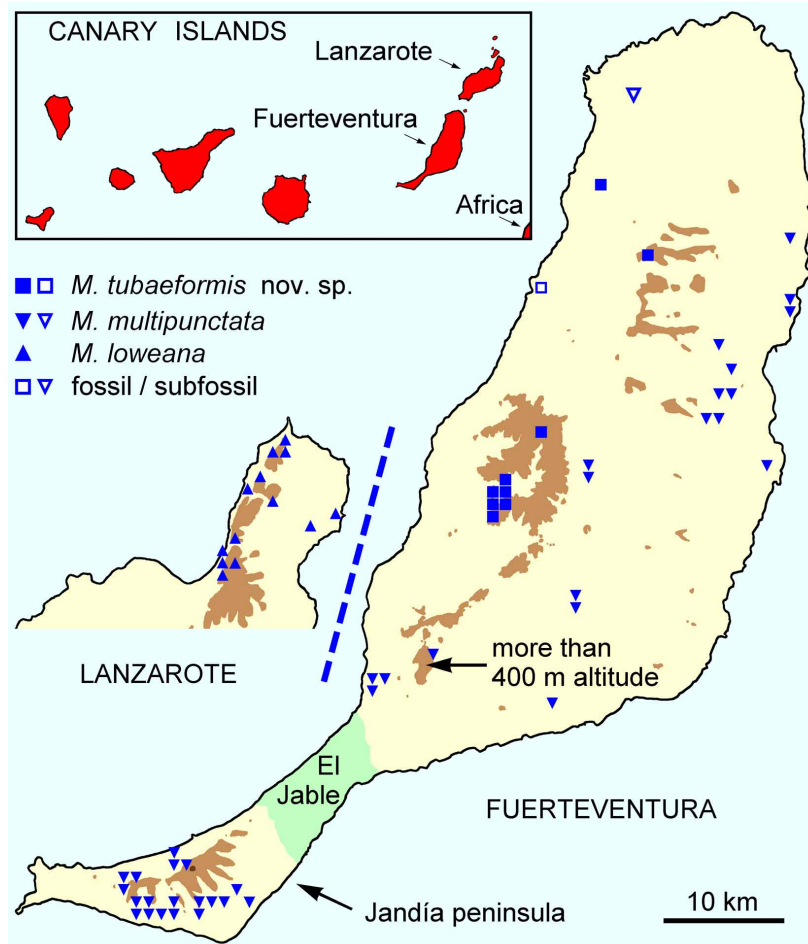 CANARY ISLANDS
Lanzarote
Fuerteventura
Africa
M. tubaeformis nov. sp.
M. multipunctata
M. loweana
fossil / subfossil
more than
400 m altitude
LANZAROTE
El
Jable
FUERTEVENTURA
Jandía peninsula
10 km